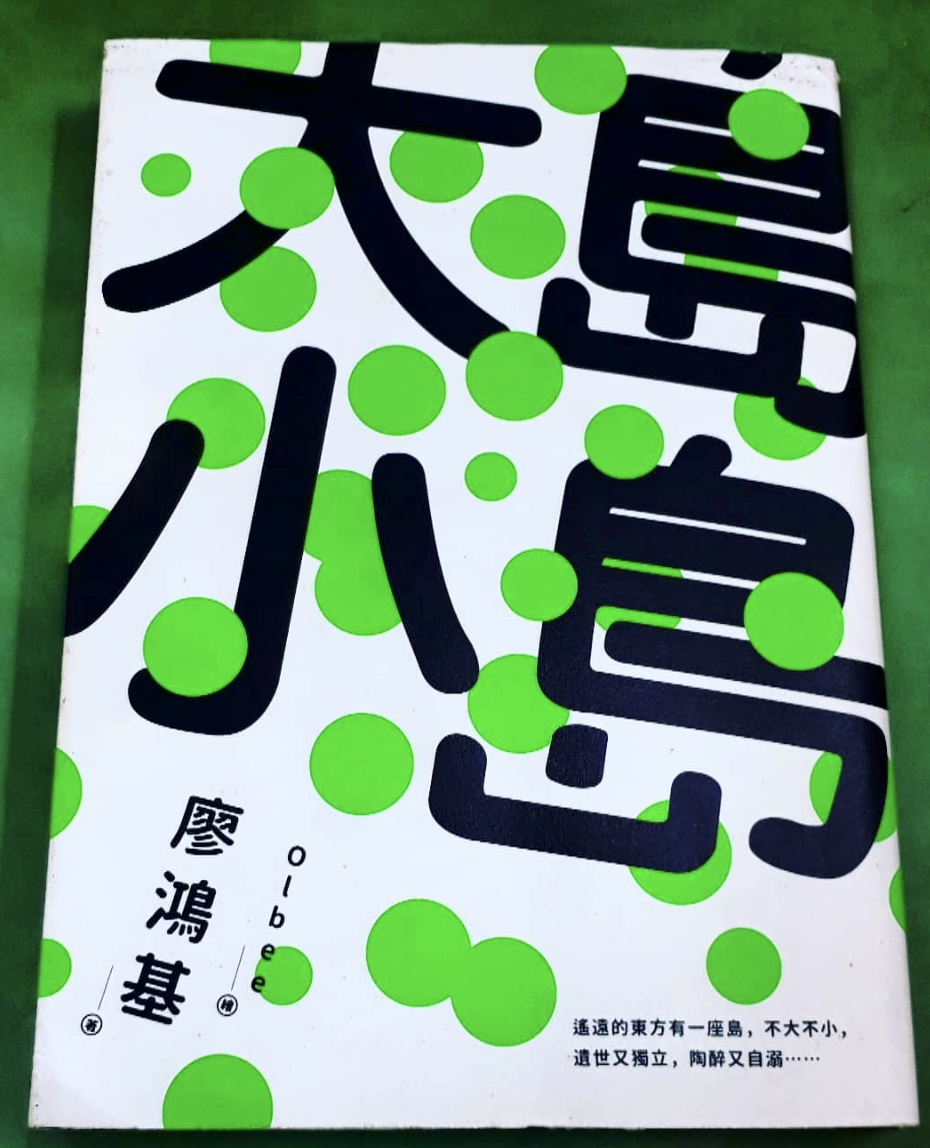 大島
小島
廖鴻基
著
Olbee
繪
遙遠的東方有一座島，不大不小，
遺世又獨立，陶醉又自溺……